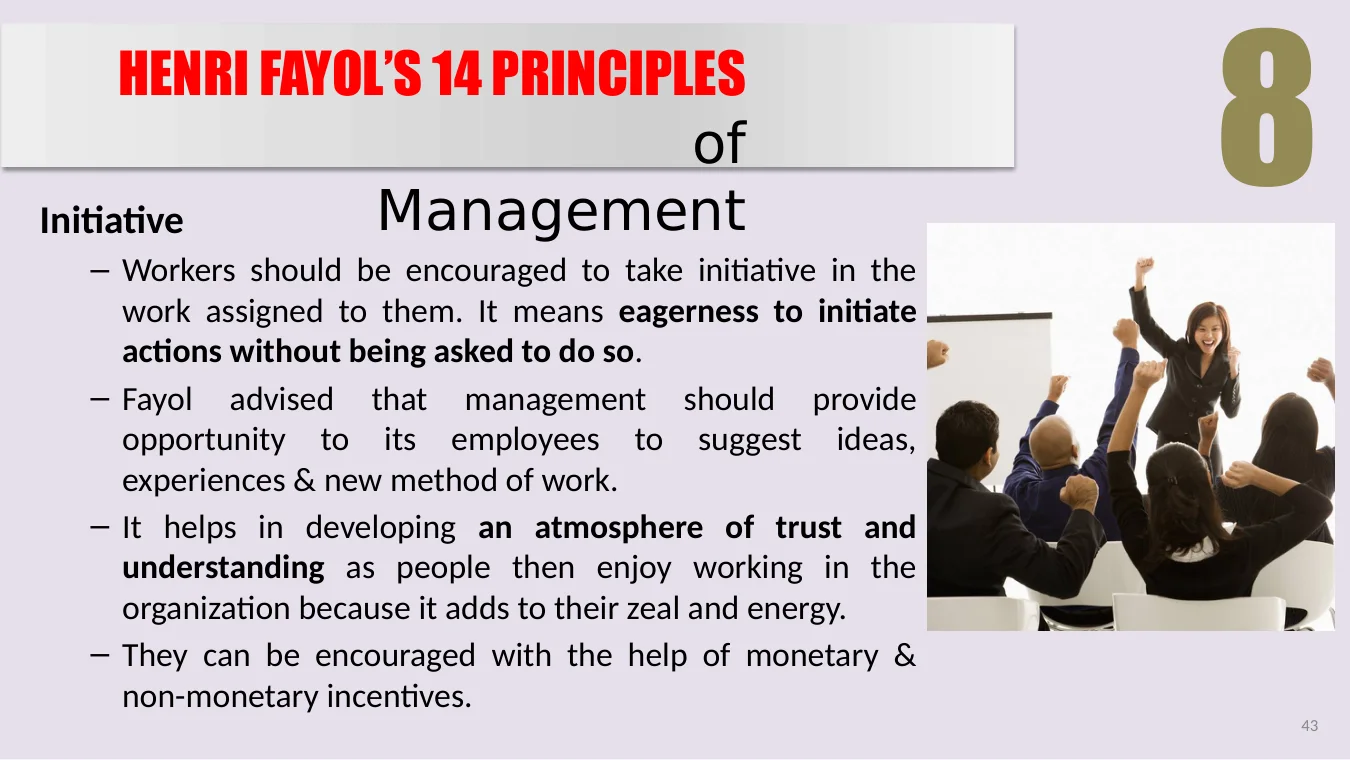 HENRI FAYOL’S 14 PRINCIPLES
of
Management
8
Initiative
– Workers should be encouraged to take initiative in the
work assigned to them. It means eagerness to initiate
actions without being asked to do so.
– Fayol advised that management should provide
opportunity to its employees to suggest ideas,
experiences & new method of work.
– It helps in developing an atmosphere of trust and
understanding as people then enjoy working in the
organization because it adds to their zeal and energy.
– They can be encouraged with the help of monetary &
non-monetary incentives.
43